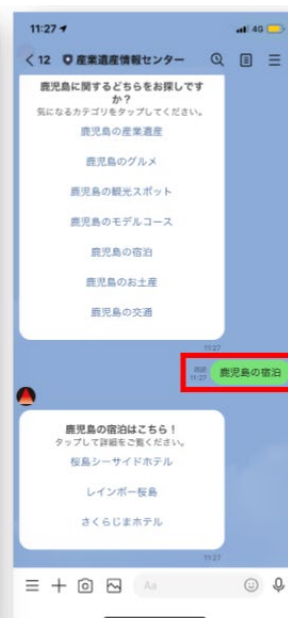 11:27
4G
12 産業遺産情報センター
鹿児島に関するどちらをお探しです
か？
気になるカテゴリをタップしてください。
鹿児島の産業遺産
鹿児島のグルメ
鹿児島の観光スポット
鹿児島のモデルコース
鹿児島の宿泊
鹿児島のお土産
鹿児島の交通
11:27
既読
11:27
鹿児島の宿泊
鹿児島の宿泊はこちら！
タップして詳細をご覧ください。
桜島シーサイドホテル
レインボー桜島
さくらじまホテル
11:27
Aa